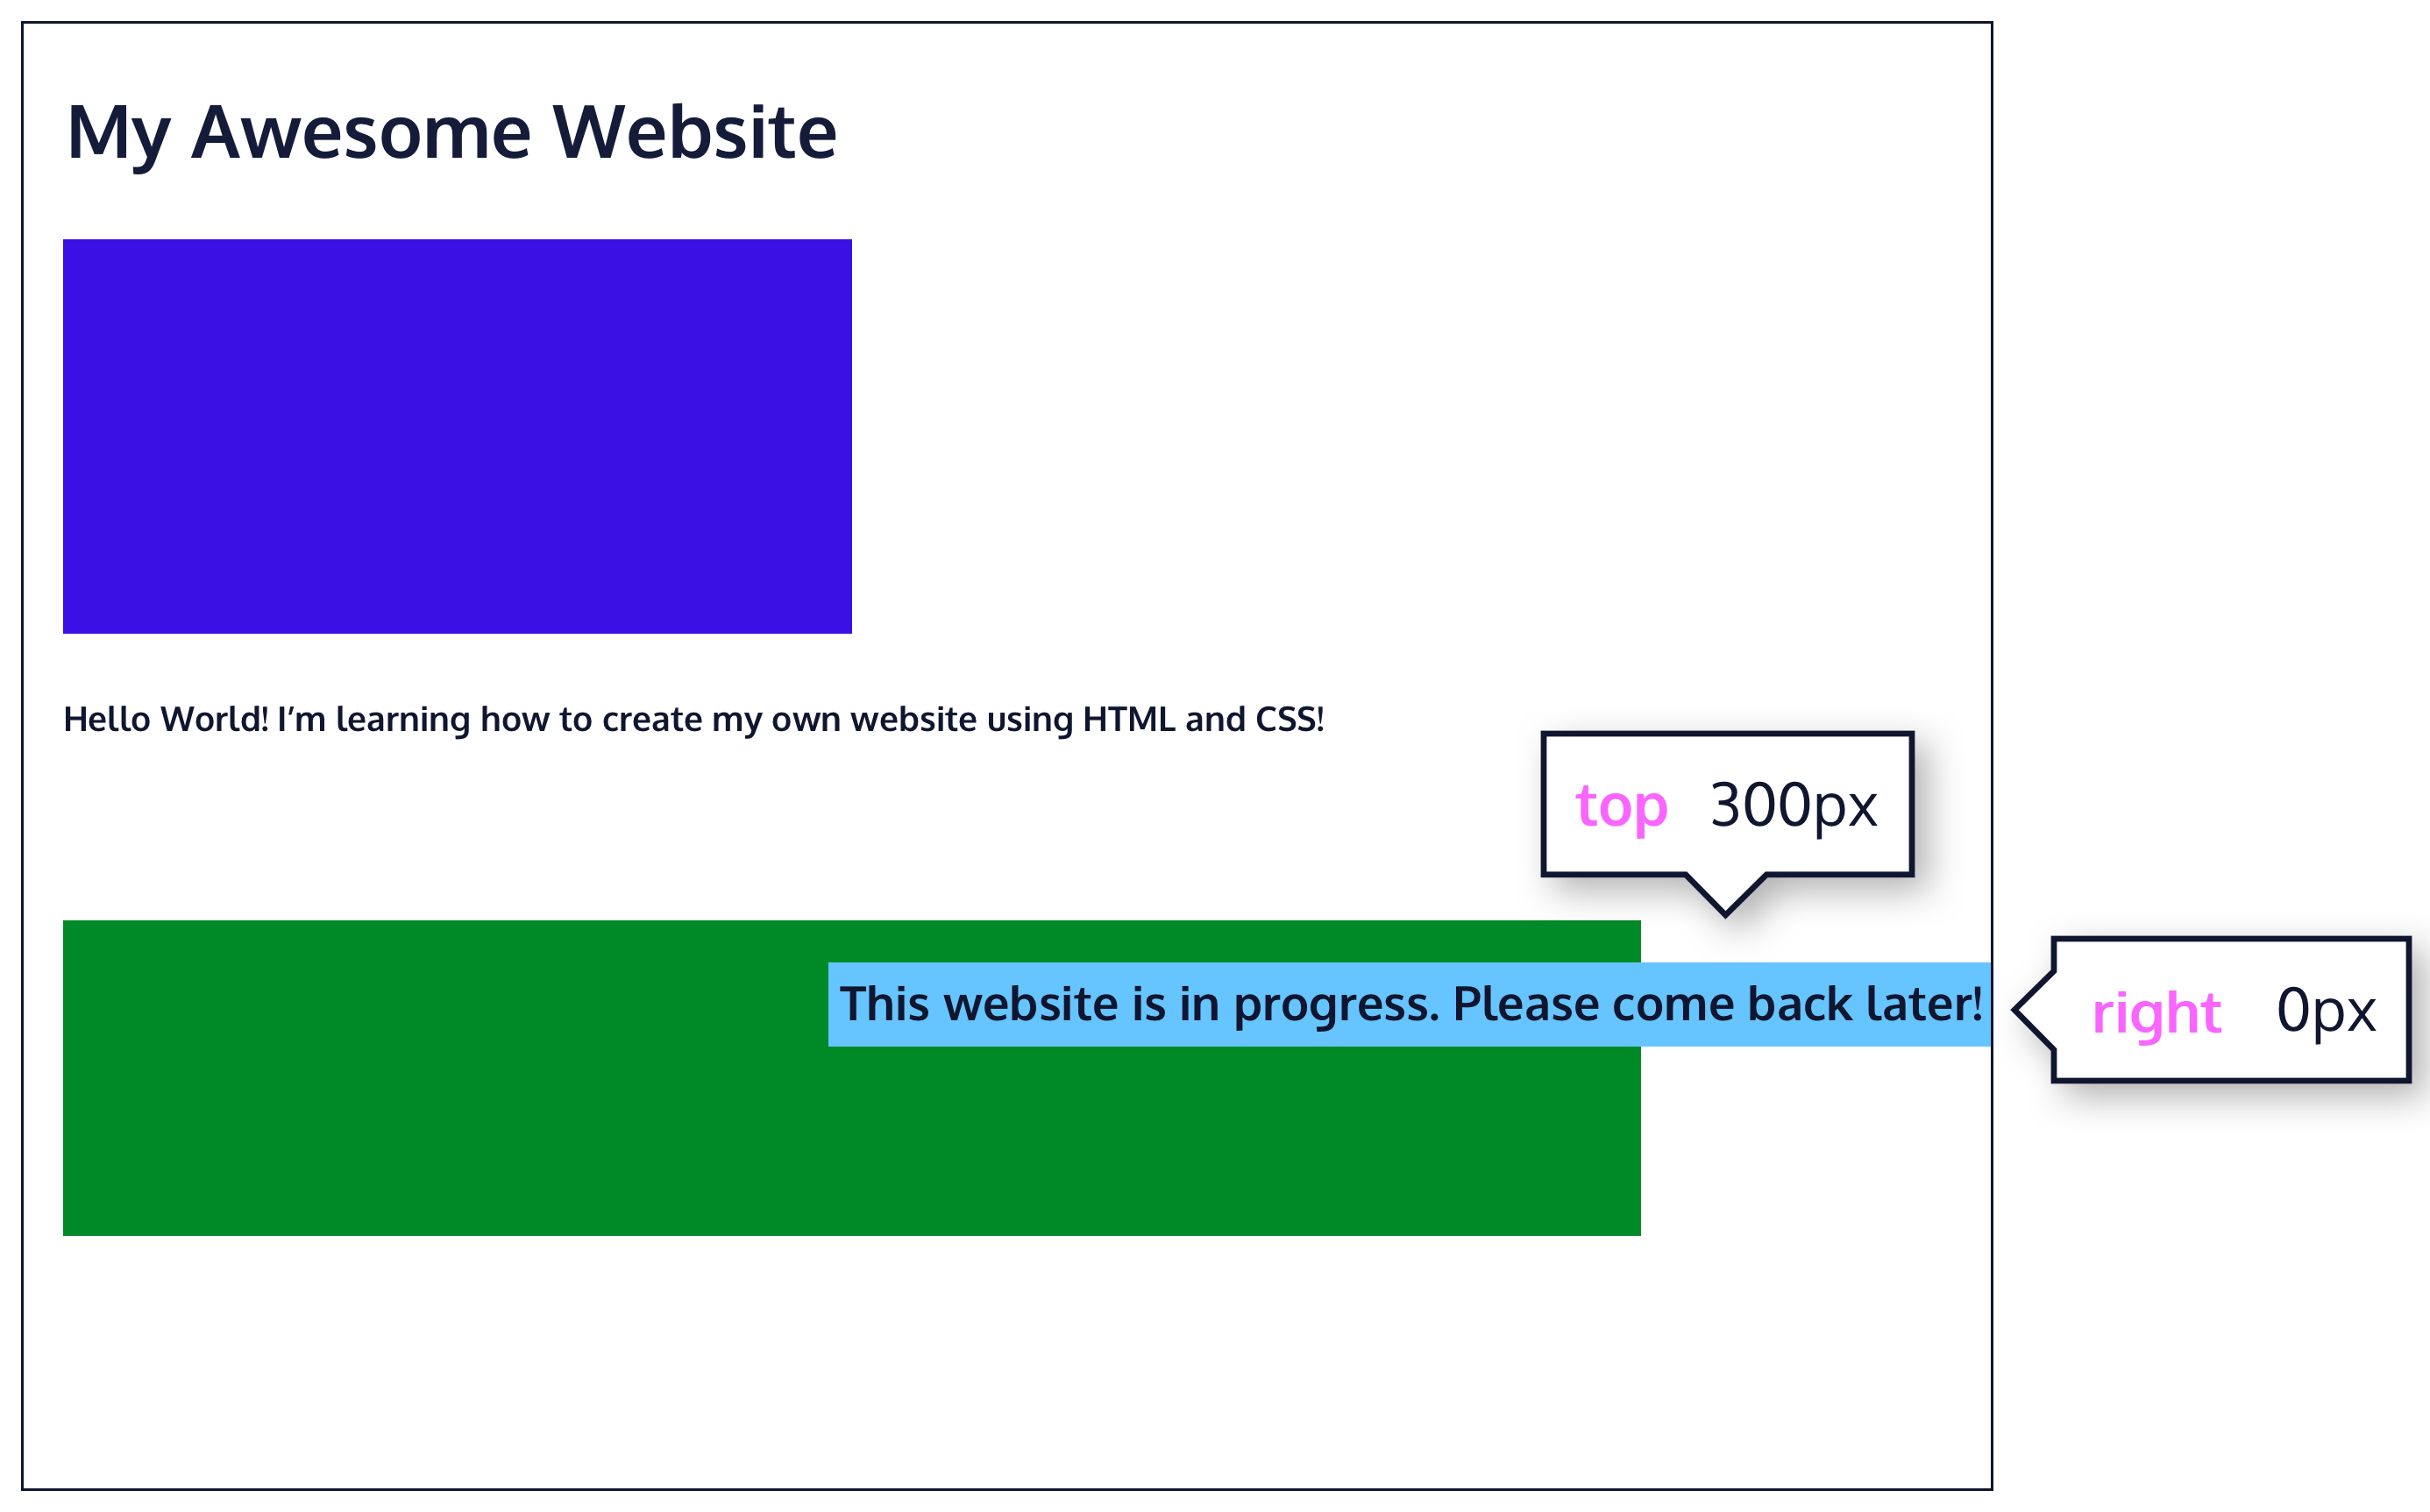 My Awesome Website
Hello World! I’m learning how to create my own website using HTML and CSS!
top 300px
This website is in progress. Please come back later!
right 0px